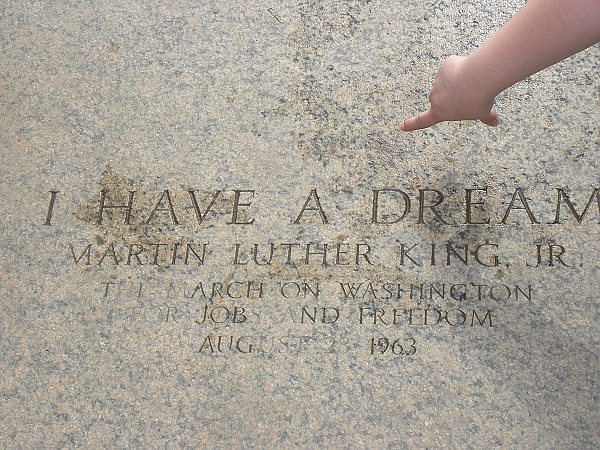 I HAVE A DREAM
MARTIN LUTHER KING, JR.
THE MARCH ON WASHINGTON
FOR JOBS AND FREEDOM
AUGUST 28 1963